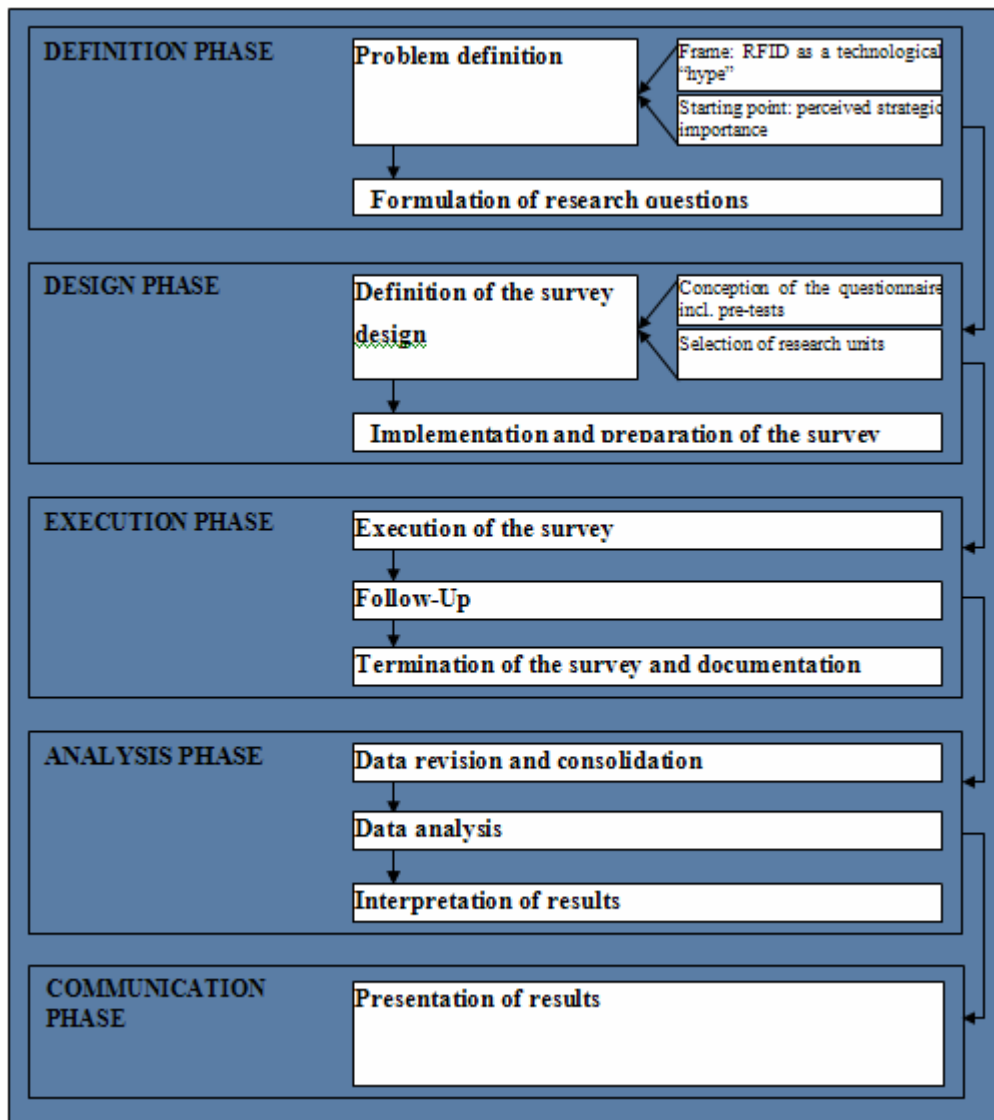 DEFINITION PHASE
Problem definition
Frame: RFID as a technological
“hype”
Starting point: perceived strategic
importance
Formulation of research questions
DESIGN PHASE
Definition of the survey
design
Conception of the questionnaire
incl. pre-tests
Selection of research units
Implementation and preparation of the survey
EXECUTION PHASE
Execution of the survey
Follow-Up
Termination of the survey and documentation
ANALYSIS PHASE
Data revision and consolidation
Data analysis
Interpretation of results
COMMUNICATION
PHASE
Presentation of results